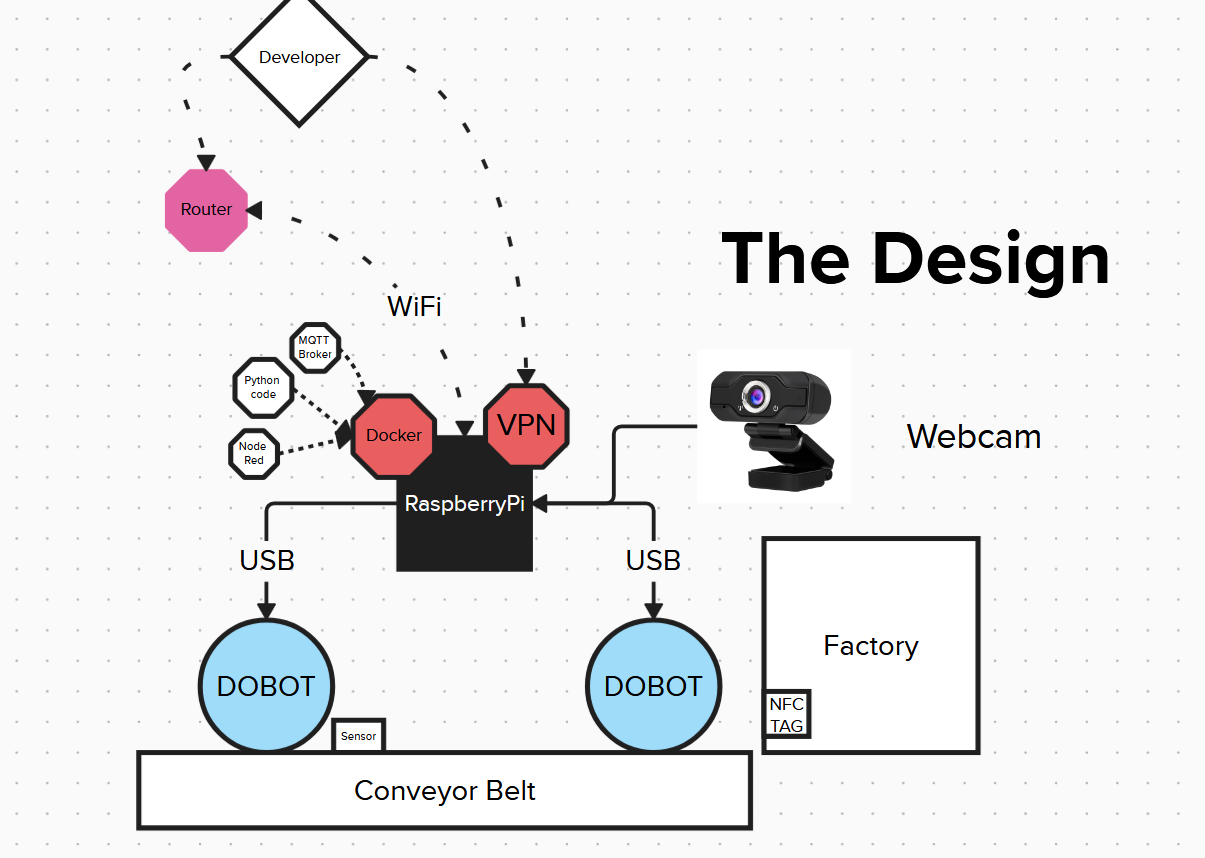 Developer
Router
The Design
WiFi
MQTT
Broker
Python
code
Docker
VPN
Webcam
Node
Red
RaspberryPi
USB
USB
Factory
DOBOT
DOBOT
NFC
TAG
Sensor
Conveyor Belt